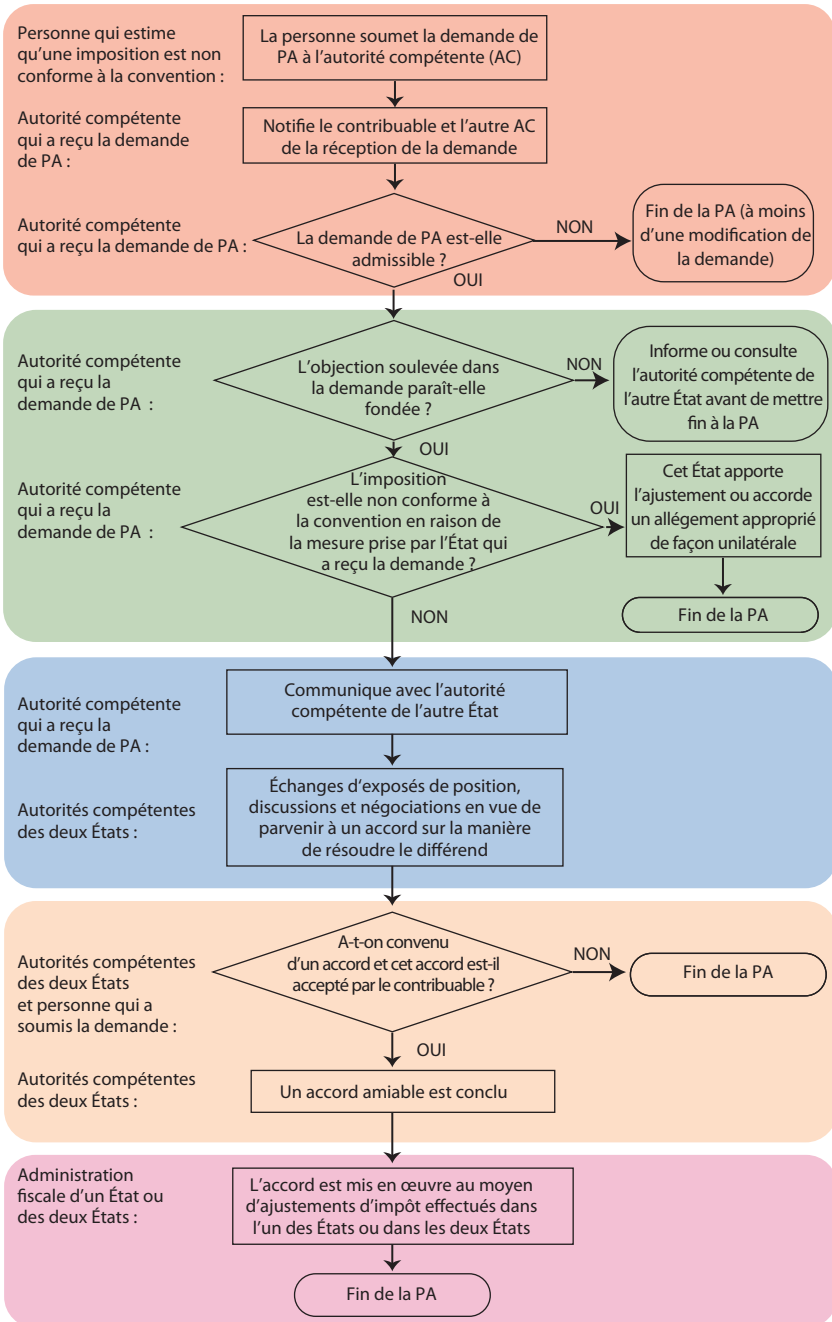 Personne qui estime
qu'une imposition est non
conforme à la convention :
La personne soumet la demande de
PA à l'autorité compétente (AC)
Autorité compétente
qui a reçu la demande
de PA :
Notifie le contribuable et l'autre AC
de la réception de la demande
Autorité compétente
qui a reçu la demande de PA :
La demande de PA est-elle
admissible ?
NON
Fin de la PA (à moins
d'une modification de
la demande)
OUI
Autorité compétente
qui a reçu la
demande de PA :
L'objection soulevée dans
la demande paraît-elle
fondée ?
NON
Informe ou consulte
l'autorité compétente de
l'autre État avant de mettre
fin à la PA
OUI
Autorité compétente
qui a reçu la
demande de PA :
L'imposition
est-elle non conforme à
la convention en raison de
la mesure prise par l'État qui
a reçu la demande ?
OUI
Cet État apporte
l'ajustement ou accorde
un allégement approprié
de façon unilatérale
Fin de la PA
NON
Autorité compétente
qui a reçu la
demande de PA :
Communique avec l'autorité
compétente de l'autre État
Autorités compétentes
des deux États :
Échanges d'exposés de position,
discussions et négociations en vue de
parvenir à un accord sur la manière
de résoudre le différend
Autorités compétentes
des deux États
et personne qui a
soumis la demande :
A-t-on convenu
d'un accord et cet accord est-il
accepté par le contribuable ?
NON
Fin de la PA
OUI
Autorités compétentes
des deux États :
Un accord amiable est conclu
Administration
fiscale d'un État ou
des deux États :
L'accord est mis en œuvre au moyen
d'ajustements d'impôt effectués dans
l'un des États ou dans les deux États
Fin de la PA